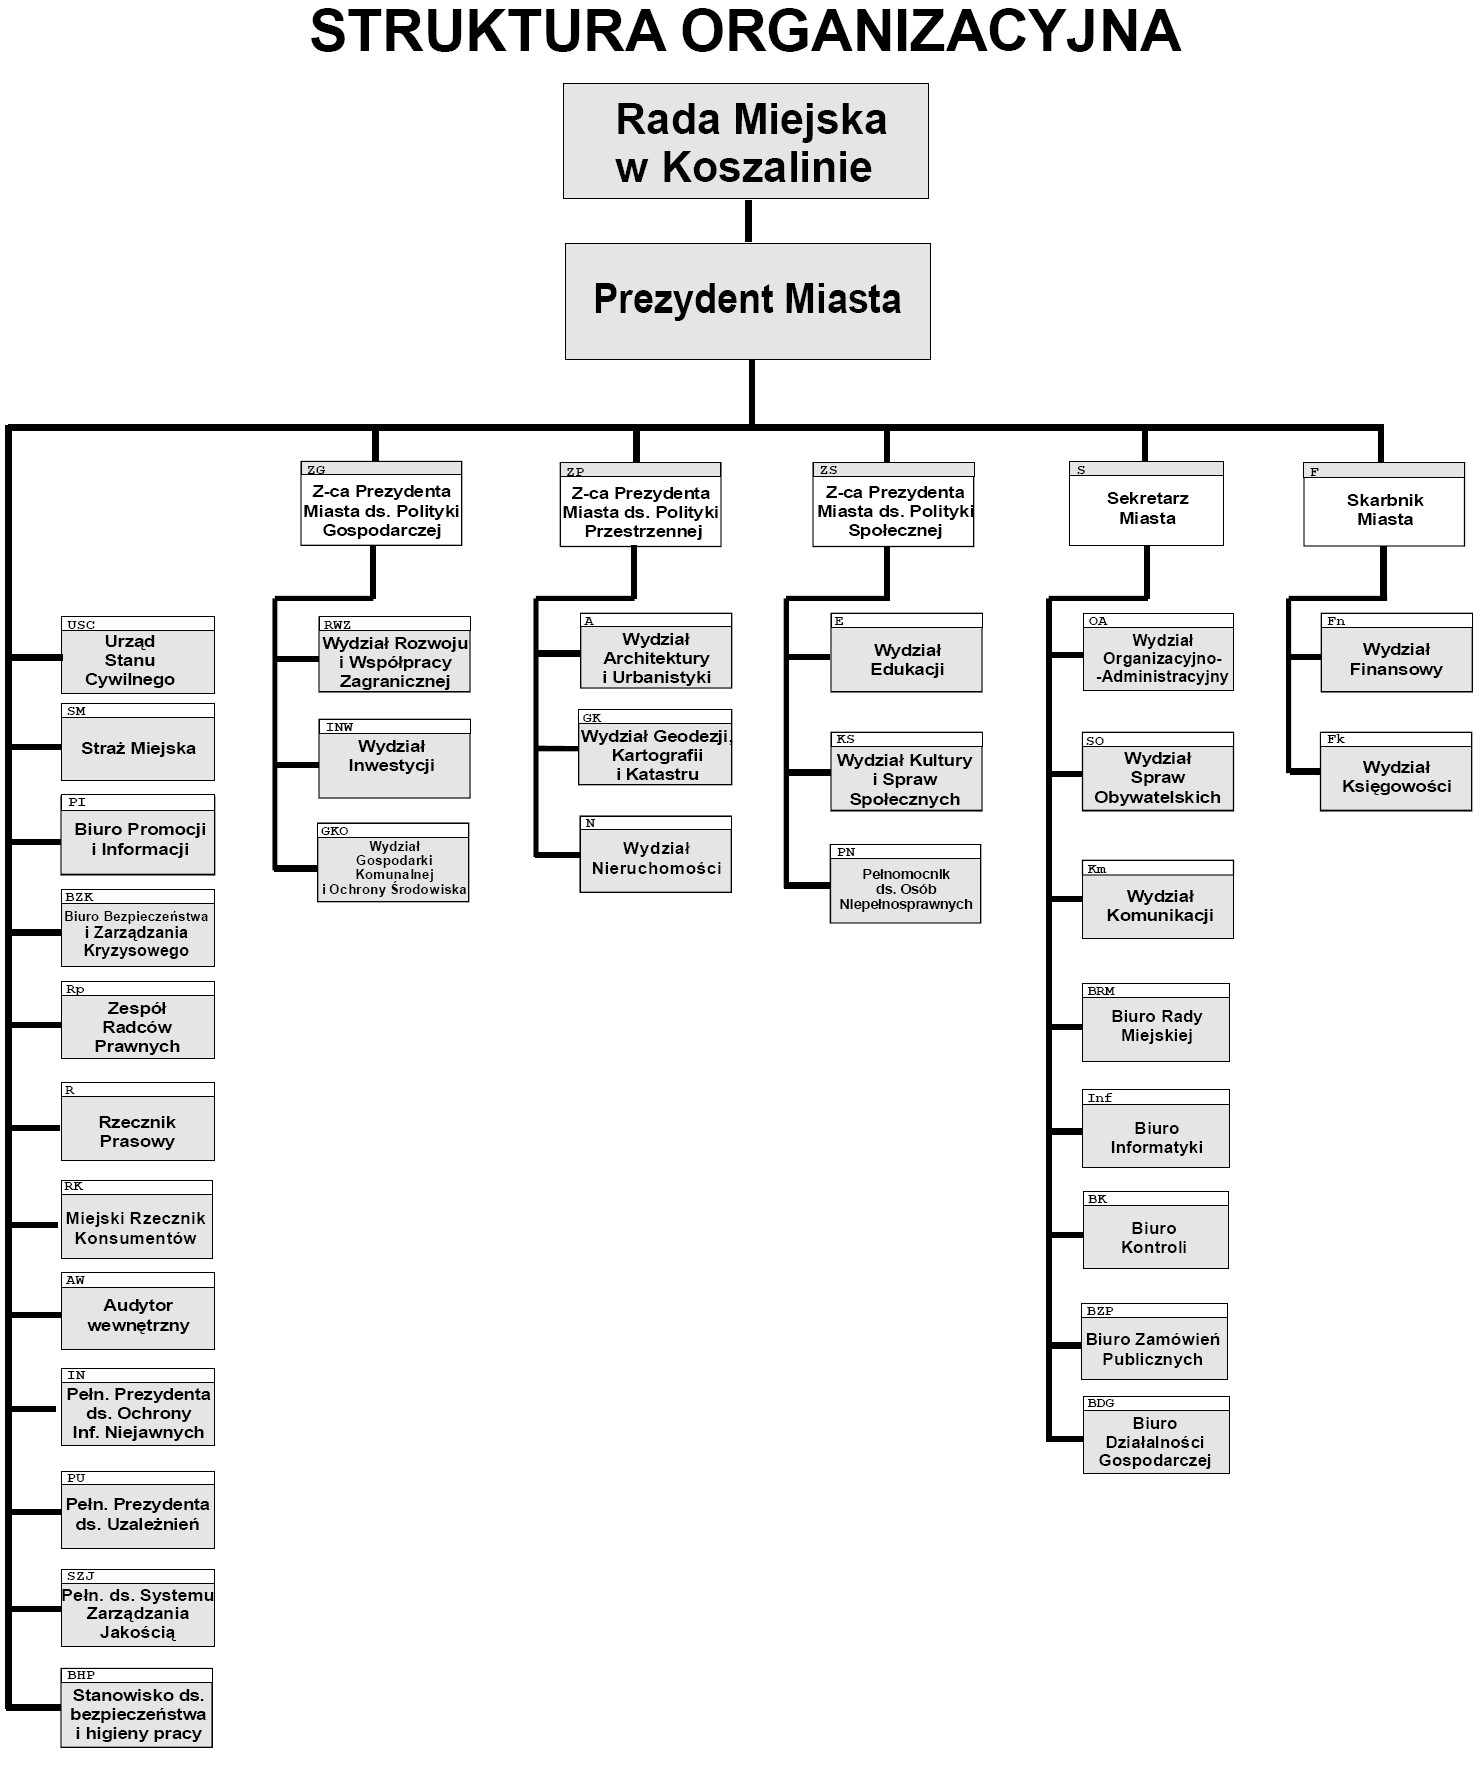 STRUKTURA ORGANIZACYJNA
Rada Miejska
w Koszalinie
Prezydent Miasta
ZG
Z-ca Prezydenta
Miasta ds. Polityki
Gospodarczej
ZP
Z-ca Prezydenta
Miasta ds. Polityki
Przestrzennej
ZS
Z-ca Prezydenta
Miasta ds. Polityki
Społecznej
S
Sekretarz
Miasta
F
Skarbnik
Miasta
USC
Urząd
Stanu
Cywilnego
SM
Straż Miejska
PI
Biuro Promocji
i Informacji
BZK
Biuro Bezpieczeństwa
i Zarządzania
Kryzysowego
Rp
Zespół
Radców
Prawnych
R
Rzecznik
Prasowy
RK
Miejski Rzecznik
Konsumentów
AW
Audytor
wewnętrzny
IN
Pełn. Prezydenta
ds. Ochrony
Inf. Niejawnych
PU
Pełn. Prezydenta
ds. Uzależnień
SZJ
Pełn. ds. Systemu
Zarządzania
Jakością
BHP
Stanowisko ds.
bezpieczeństwa
i higieny pracy
RWZ
Wydział Rozwoju
i Współpracy
Zagranicznej
INW
Wydział
Inwestycji
GKO
Wydział
Gospodarki
Komunalnej
i Ochrony Środowiska
A
Wydział
Architektury
i Urbanistyki
GK
Wydział Geodezji,
Kartografii
i Katastru
N
Wydział
Nieruchomości
E
Wydział
Edukacji
KS
Wydział Kultury
i Spraw
Społecznych
PN
Pełnomocnik
ds. Osób
Niepełnosprawnych
OA
Wydział
Organizacyjno-
-Administracyjny
SO
Wydział
Spraw
Obywatelskich
Km
Wydział
Komunikacji
BRM
Biuro Rady
Miejskiej
Inf
Biuro
Informatyki
BK
Biuro
Kontroli
BZP
Biuro Zamówień
Publicznych
BDG
Biuro
Działalności
Gospodarczej
Fn
Wydział
Finansowy
Fk
Wydział
Księgowości